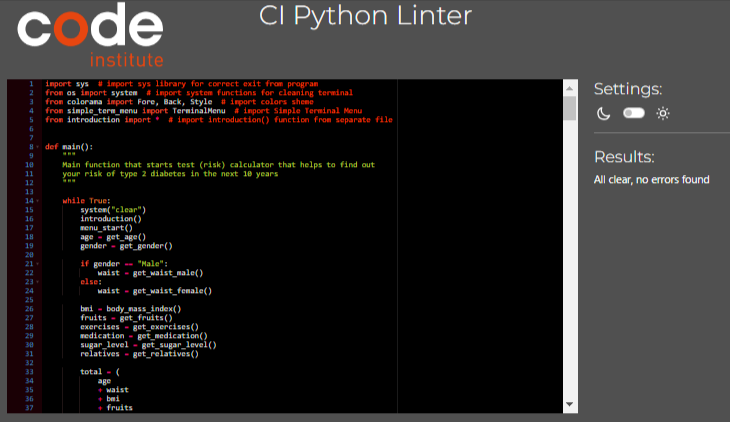 code
institute
CI Python Linter
1 import sys # import sys library for correct exit from program
2 from os import system # import system functions for cleaning terminal
3 from colorama import Fore, Back, Style # import colors sheme
4 from simple_term_menu import TerminalMenu # import Simple Terminal Menu
5 from introduction import * # import introduction() function from separate file
6
7
8 def main():
9 """
10 Main function that starts test (risk) calculator that helps to find out
11 your risk of type 2 diabetes in the next 10 years
12 """
13
14 while True:
15 system("clear")
16 introduction()
17 menu_start()
18 age = get_age()
19 gender = get_gender()
20
21 if gender == "Male":
22 waist = get_waist_male()
23 else:
24 waist = get_waist_female()
25
26 bmi = body_mass_index()
27 fruits = get_fruits()
28 exercises = get_exercises()
29 medication = get_medication()
30 sugar_level = get_sugar_level()
31 relatives = get_relatives()
32
33 total = (
34 age
35 + waist
36 + bmi
37 + fruits
Settings:
Results:
All clear, no errors found